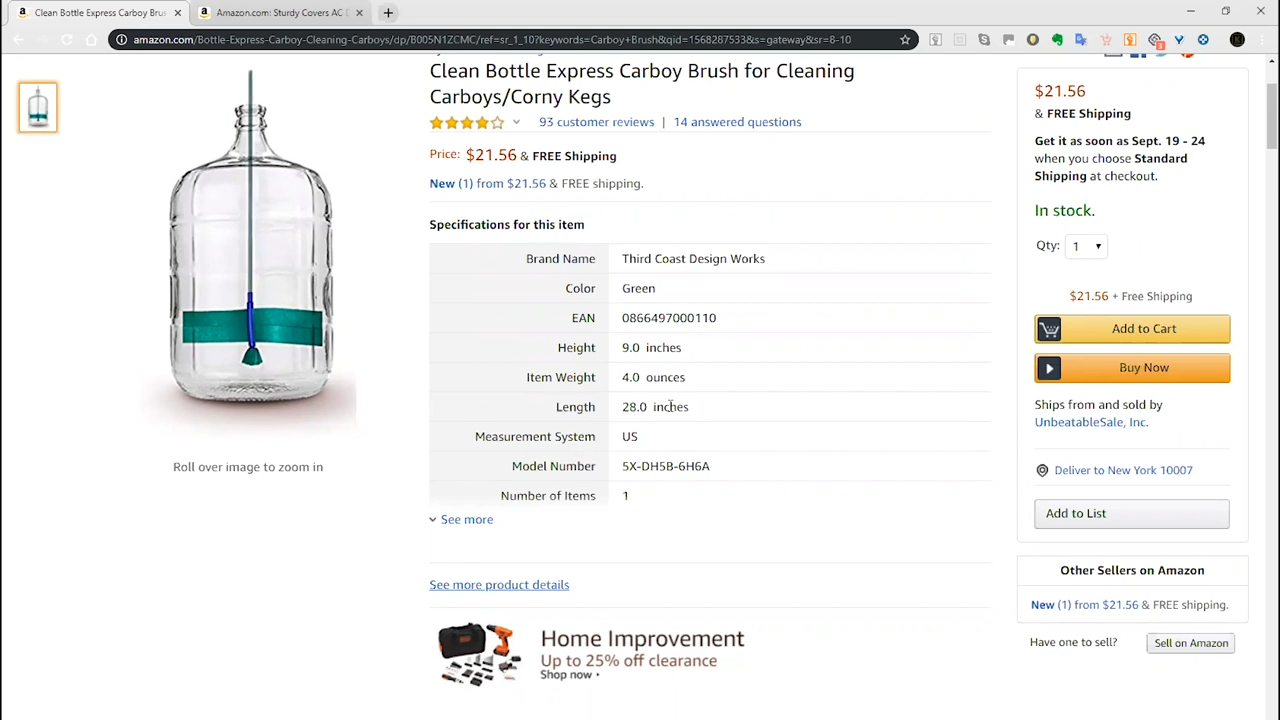 Clean Bottle Express Carboy Brus
Amazon.com: Sturdy Covers AC D
amazon.com/Bottle-Express-Carboy-Cleaning-Carboys/dp/B005N1ZCMC/ref=sr_1_10?keywords=Carboy+Brush&qid=1568287533&s=gateway&sr=8-10
Clean Bottle Express Carboy Brush for Cleaning
Carboys/Corny Kegs
93 customer reviews | 14 answered questions
Price: $21.56 & FREE Shipping
New (1) from $21.56 & FREE shipping.
Specifications for this item
Brand Name Third Coast Design Works
Color Green
EAN 0866497000110
Height 9.0 inches
Item Weight 4.0 ounces
Length 28.0 inches
Measurement System US
Model Number 5X-DH5B-6H6A
Number of Items 1
See more
See more product details
Roll over image to zoom in
Home Improvement
Up to 25% off clearance
Shop now
$21.56
& FREE Shipping
Get it as soon as Sept. 19 - 24
when you choose Standard
Shipping at checkout.
In stock.
Qty: 1
$21.56 + Free Shipping
Add to Cart
Buy Now
Ships from and sold by
UnbeatableSale, Inc.
Deliver to New York 10007
Add to List
Other Sellers on Amazon
New (1) from $21.56 & FREE shipping.
Have one to sell? Sell on Amazon